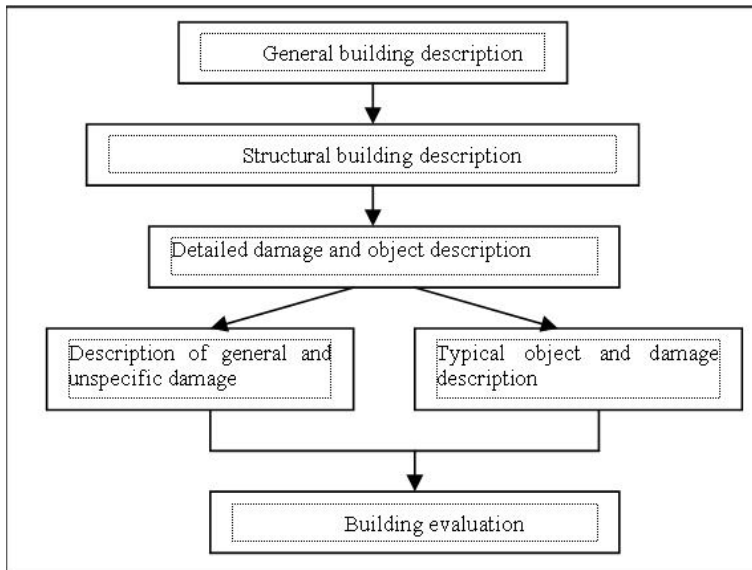 General building description
Structural building description
Detailed damage and object description
Description of general and
unspecific damage
Typical object and damage
description
Building evaluation